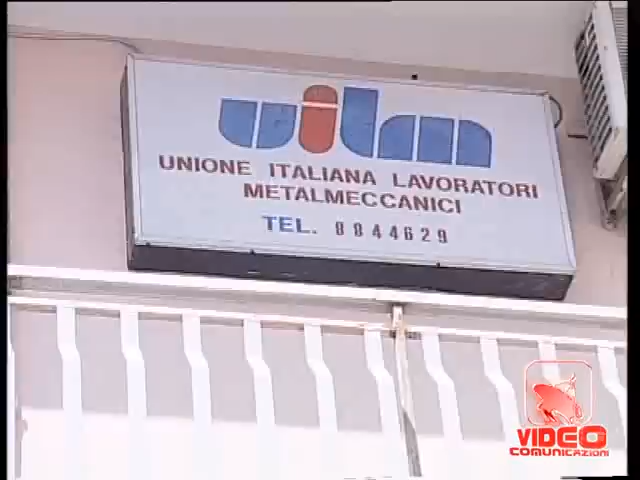 uilm
UNIONE ITALIANA LAVORATORI
METALMECCANICI
TEL. 8844629
VIDEO
COMUNICAZIONI